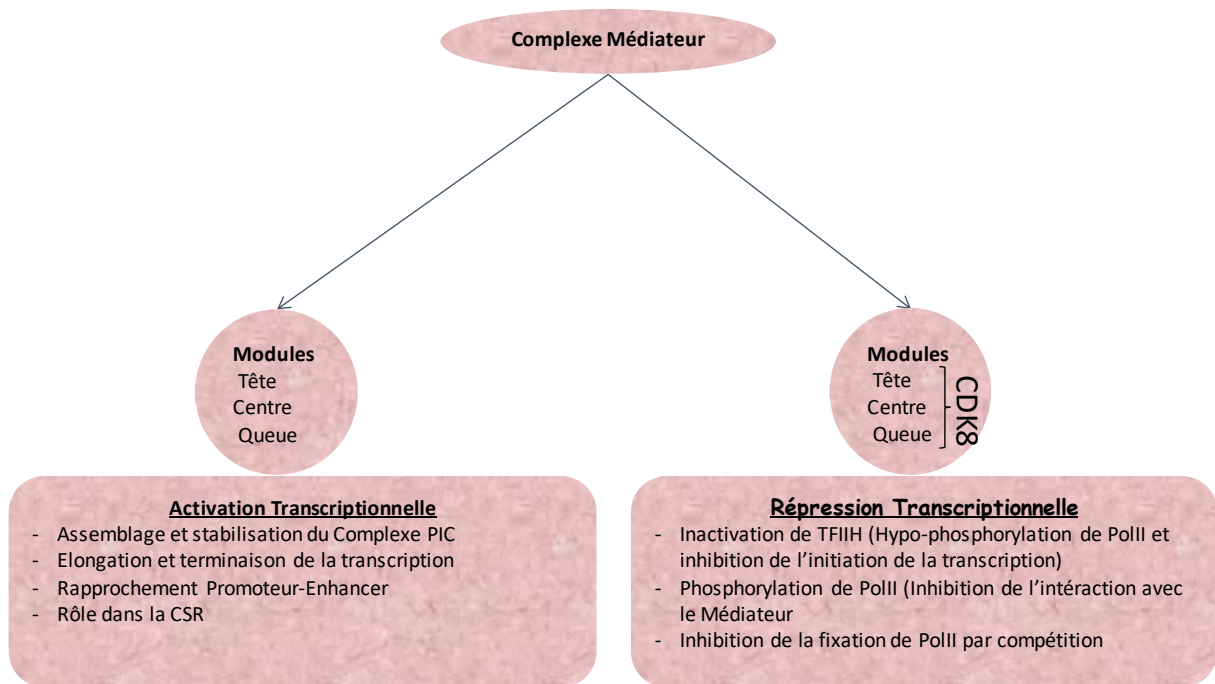 Complexe Médiateur
Modules
Tête
Centre
Queue
Modules
Tête
Centre
Queue
CDK8
Activation Transcriptionnelle
- Assemblage et stabilisation du Complexe PIC
- Elongation et terminaison de la transcription
- Rapprochement Promoteur-Enhancer
- Rôle dans la CSR
Répression Transcriptionnelle
- Inactivation de TFIIH (Hypo-phosphorylation de PolII et
inhibition de l'initiation de la transcription)
- Phosphorylation de PolII (Inhibition de l'intéraction avec
le Médiateur
- Inhibition de la fixation de PolII par compétition